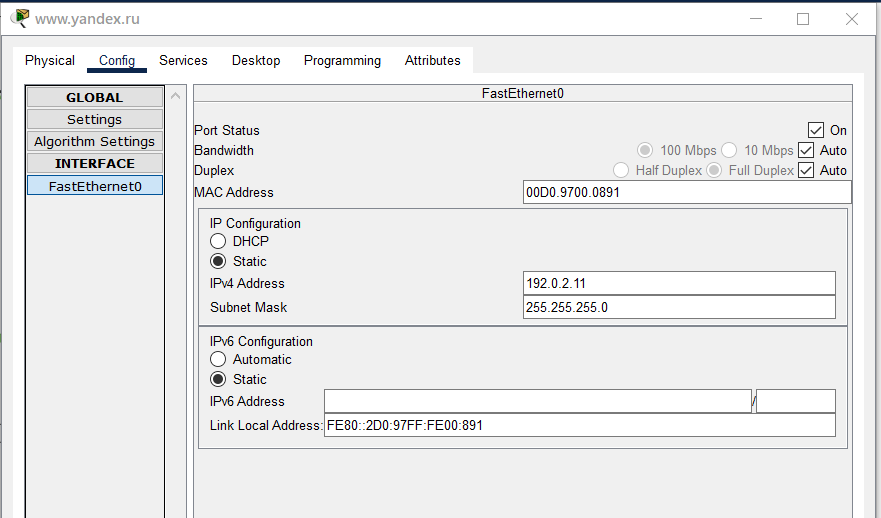 www.yandex.ru
Physical Config Services Desktop Programming Attributes
GLOBAL
Settings
Algorithm Settings
INTERFACE
FastEthernet0
FastEthernet0
Port Status On
Bandwidth 100 Mbps 10 Mbps Auto
Duplex Half Duplex Full Duplex Auto
MAC Address 00D0.9700.0891
IP Configuration
DHCP
Static
IPv4 Address 192.0.2.11
Subnet Mask 255.255.255.0
IPv6 Configuration
Automatic
Static
IPv6 Address /
Link Local Address: FE80::2D0:97FF:FE00:891